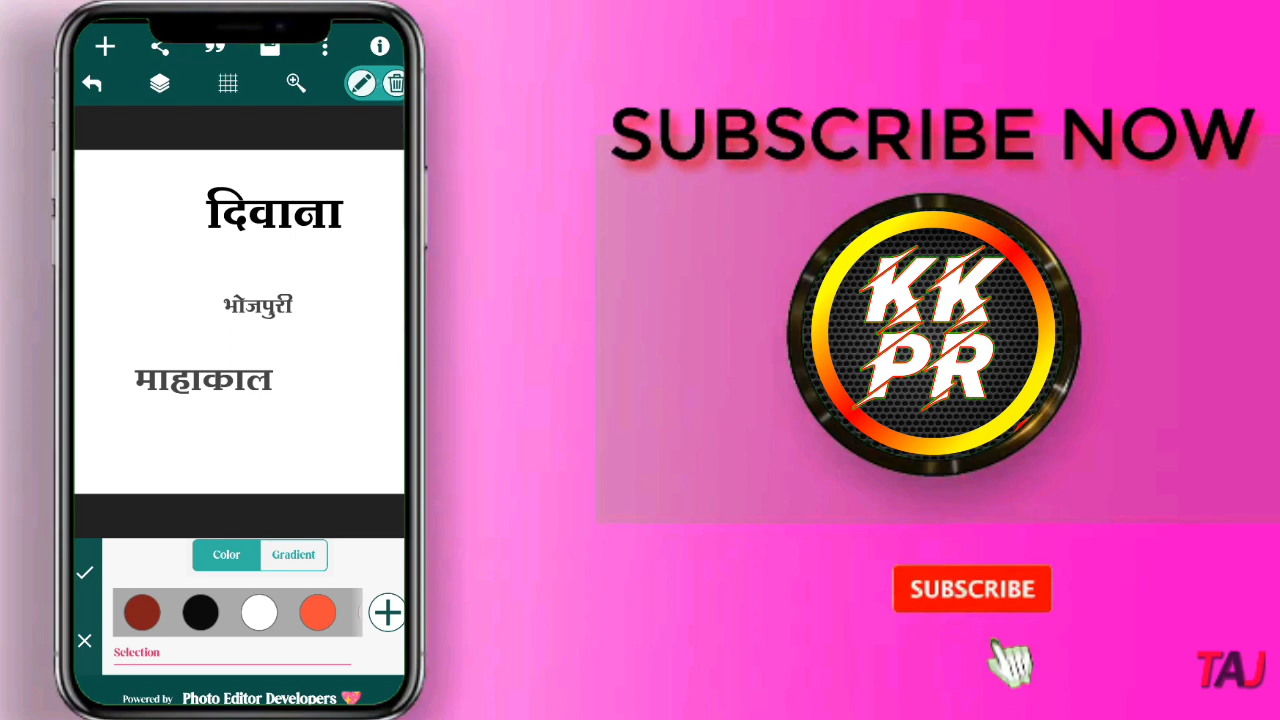 दिवाना
भोजपुरी
माहाकाल
Color Gradient
Selection
Powered by Photo Editor Developers
SUBSCRIBE NOW
KK
PR
SUBSCRIBE
TAJ